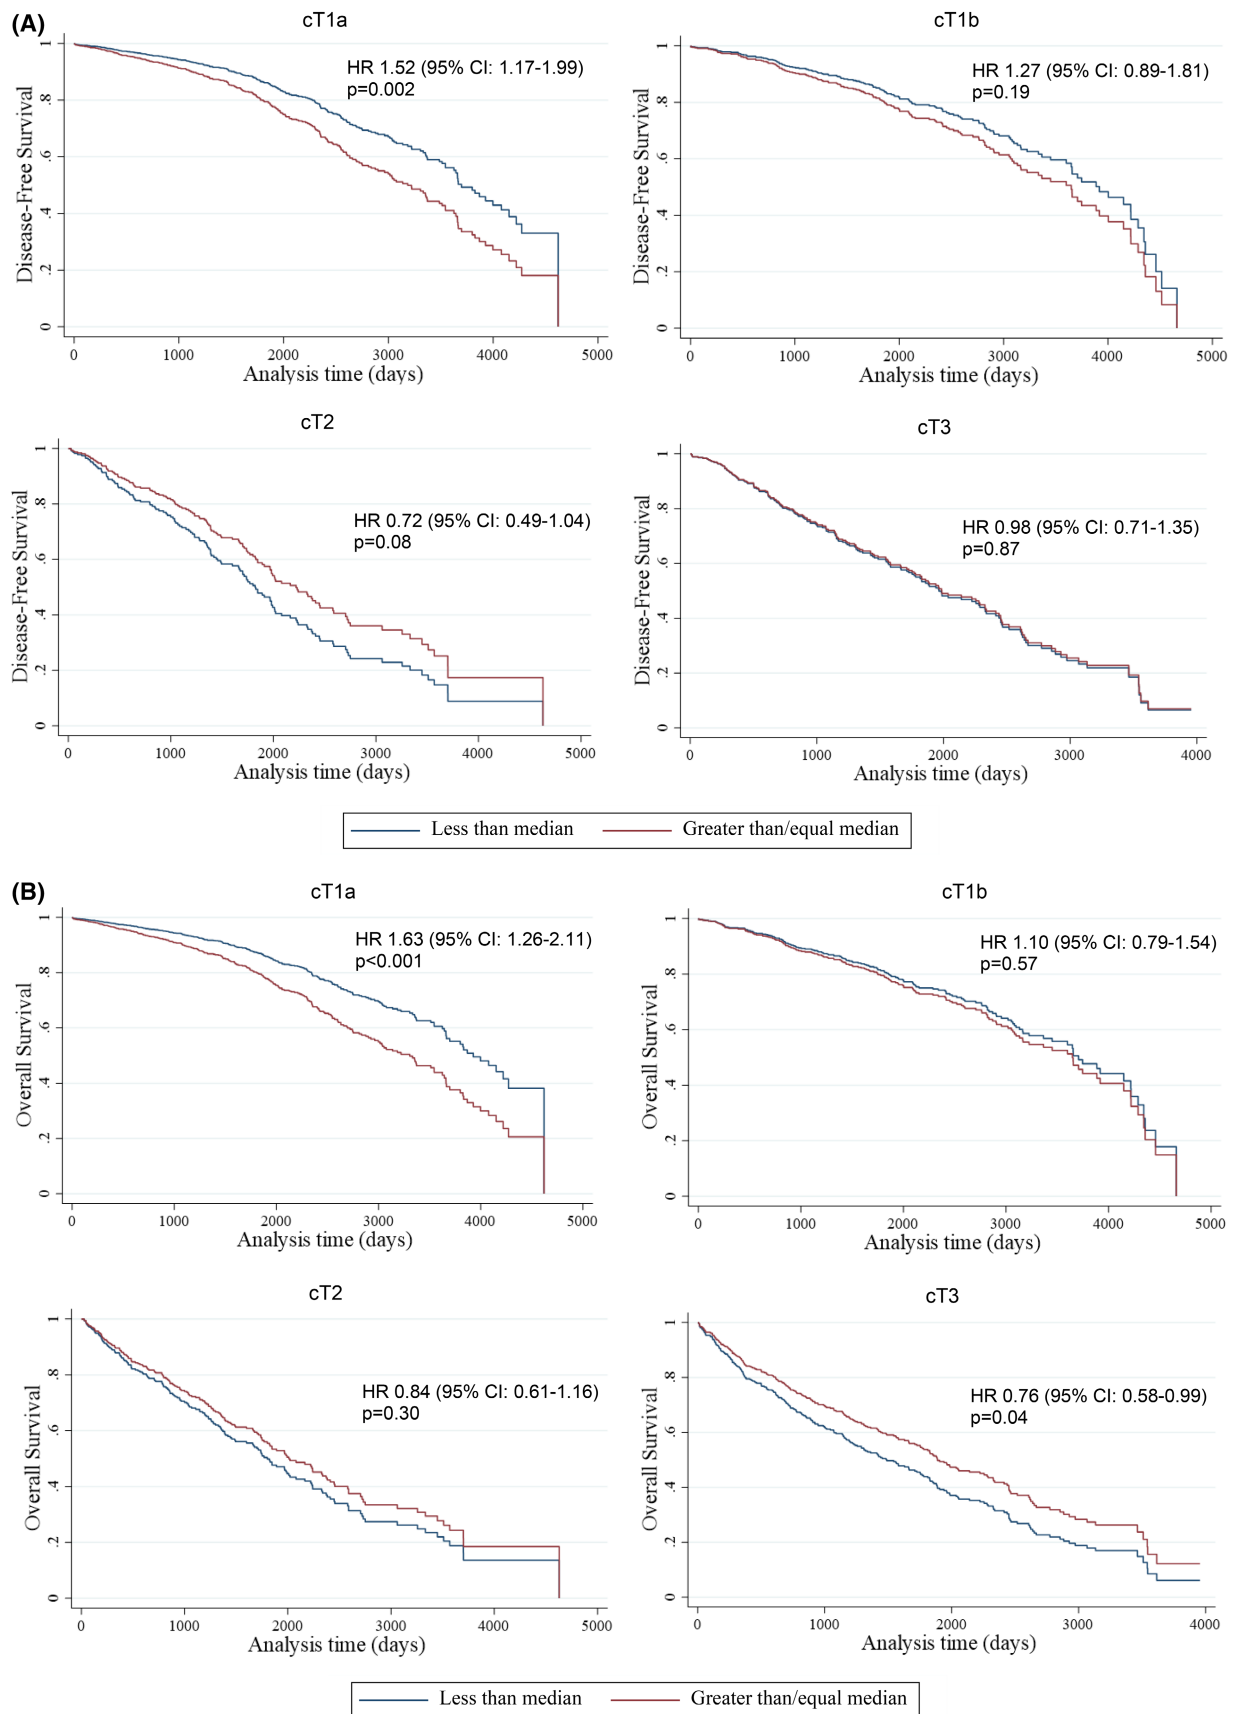 (A)
cT1a
HR 1.52 (95% CI: 1.17-1.99)
p=0.002
Disease-Free Survival
1
.8
.6
.4
.2
0
0 1000 2000 3000 4000 5000
Analysis time (days)
cT1b
HR 1.27 (95% CI: 0.89-1.81)
p=0.19
Disease-Free Survival
1
.8
.6
.4
.2
0
0 1000 2000 3000 4000 5000
Analysis time (days)
cT2
HR 0.72 (95% CI: 0.49-1.04)
p=0.08
Disease-Free Survival
1
.8
.6
.4
.2
0
0 1000 2000 3000 4000 5000
Analysis time (days)
cT3
HR 0.98 (95% CI: 0.71-1.35)
p=0.87
Disease-Free Survival
1
.8
.6
.4
.2
0
0 1000 2000 3000 4000
Analysis time (days)
Less than median Greater than/equal median
(B)
cT1a
HR 1.63 (95% CI: 1.26-2.11)
p<0.001
Overall Survival
1
.8
.6
.4
.2
0
0 1000 2000 3000 4000 5000
Analysis time (days)
cT1b
HR 1.10 (95% CI: 0.79-1.54)
p=0.57
Overall Survival
1
.8
.6
.4
.2
0
0 1000 2000 3000 4000 5000
Analysis time (days)
cT2
HR 0.84 (95% CI: 0.61-1.16)
p=0.30
Overall Survival
1
.8
.6
.4
.2
0
0 1000 2000 3000 4000 5000
Analysis time (days)
cT3
HR 0.76 (95% CI: 0.58-0.99)
p=0.04
Overall Survival
1
.8
.6
.4
.2
0
0 1000 2000 3000 4000
Analysis time (days)
Less than median Greater than/equal median